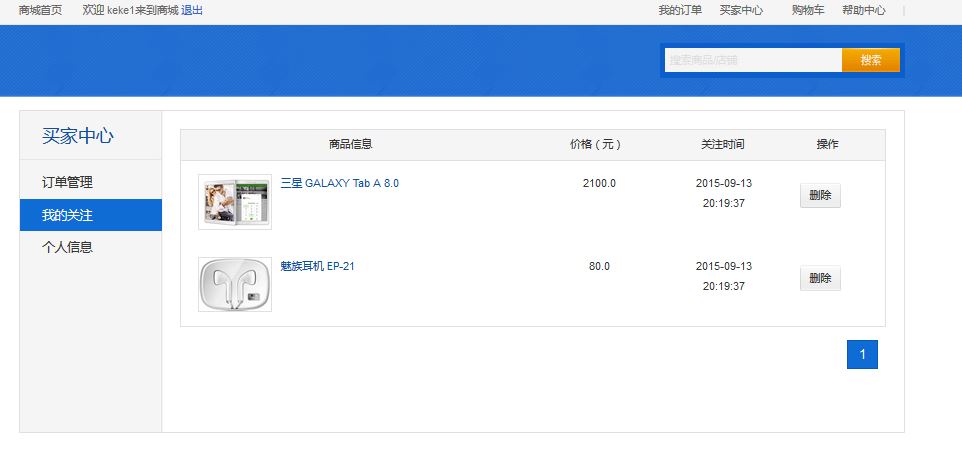 商城首页 欢迎 keke1来到商城 退出 我的订单 买家中心 购物车 帮助中心 |
搜索商品/店铺 搜索
买家中心
订单管理
我的关注
个人信息
商品信息 价格（元） 关注时间 操作
三星 GALAXY Tab A 8.0 2100.0 2015-09-13
20:19:37
删除
魅族耳机 EP-21 80.0 2015-09-13
20:19:37
删除
1